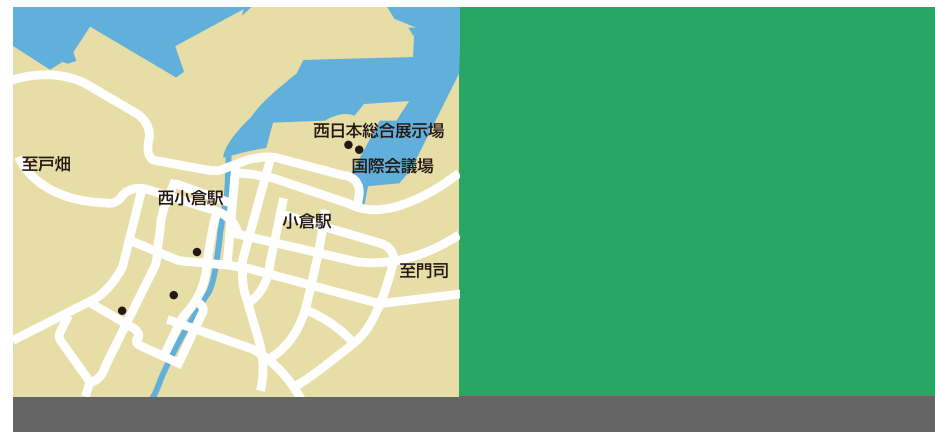 西日本総合展示場
国際会議場
至戸畑
西小倉駅
小倉駅
至門司